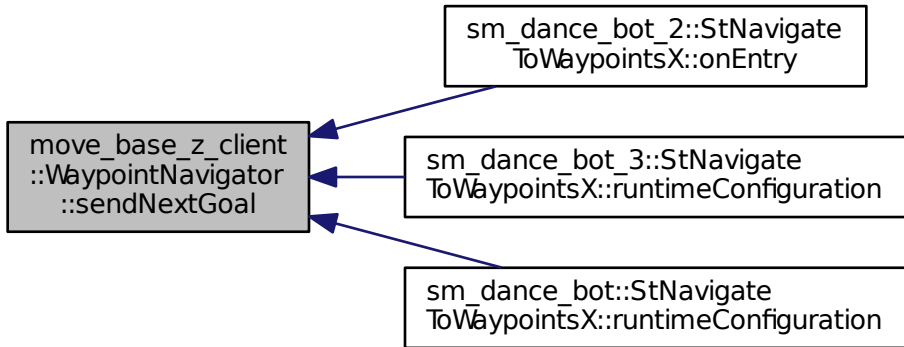 move_base_z_client
::WaypointNavigator
::sendNextGoal
sm_dance_bot_2::StNavigate
ToWaypointsX::onEntry
sm_dance_bot_3::StNavigate
ToWaypointsX::runtimeConfiguration
sm_dance_bot::StNavigate
ToWaypointsX::runtimeConfiguration